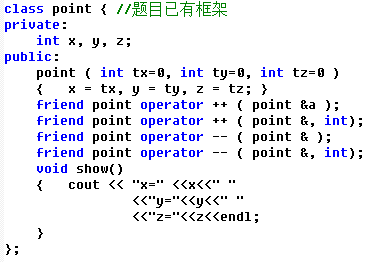 class point { //题目已有框架
private:
    int x, y, z;
public:
    point ( int tx=0, int ty=0, int tz=0 )
    {   x = tx, y = ty, z = tz; }
    friend point operator ++ ( point &a );
    friend point operator ++ ( point &, int);
    friend point operator -- ( point & );
    friend point operator -- ( point &, int);
    void show()
    {   cout << "x=" <<x<<" "
                <<"y="<<y<<" "
                <<"z="<<z<<endl;
    }
};